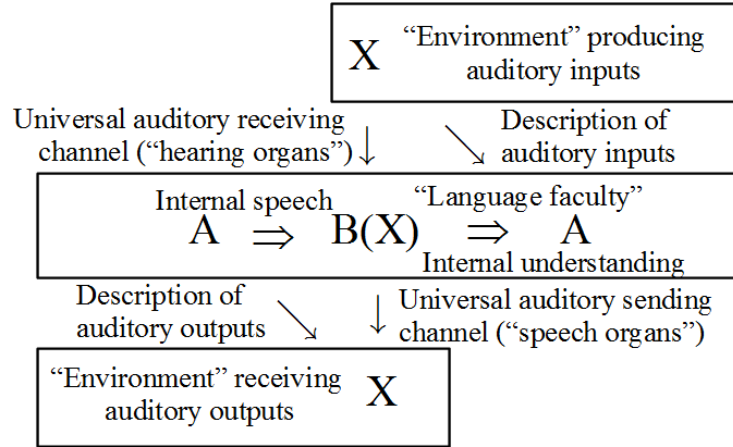 X “Environment” producing
auditory inputs
Universal auditory receiving
channel (“hearing organs”) ↓
Description of
auditory inputs
Internal speech “Language faculty”
A ⇒ B(X) ⇒ A
Internal understanding
Description of
auditory outputs
↓ Universal auditory sending
channel (“speech organs”)
“Environment” receiving X
auditory outputs